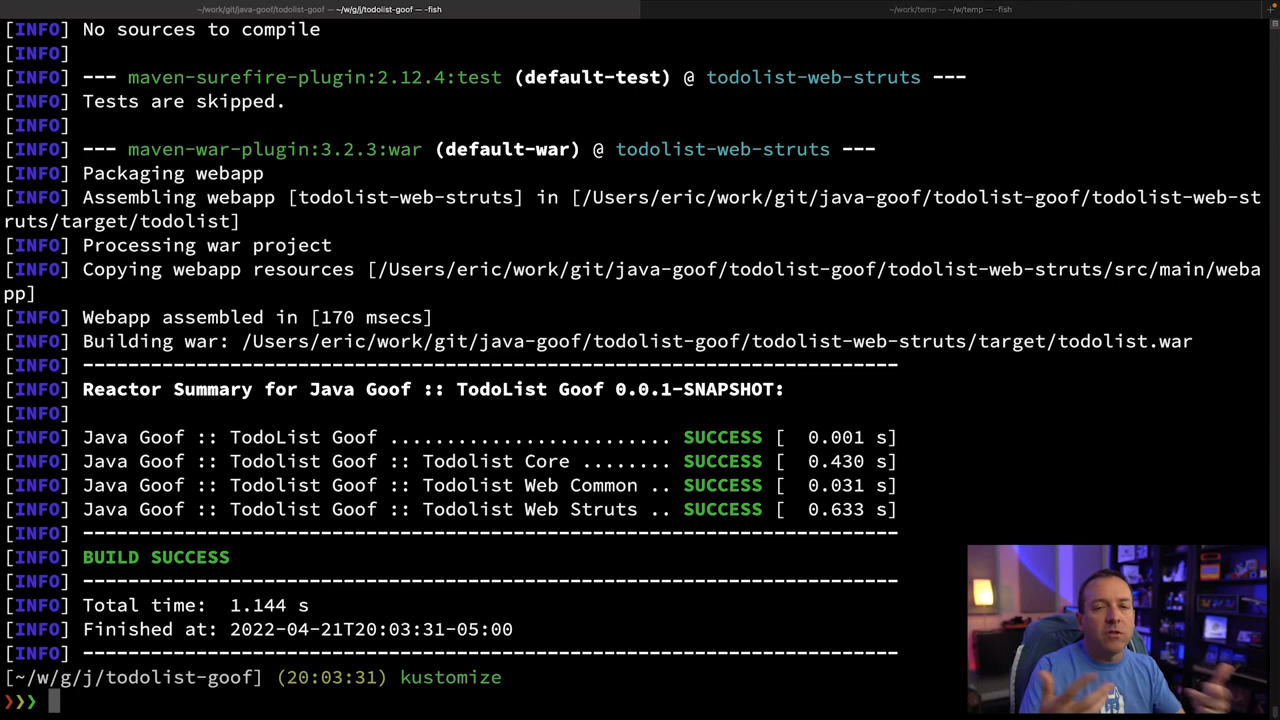 ~/work/git/java-goof/todolist-goof — ~/w/g/j/todolist-goof — -fish
~/work/temp — ~/w/temp — -fish
[INFO] No sources to compile
[INFO]
[INFO] --- maven-surefire-plugin:2.12.4:test (default-test) @ todolist-web-struts ---
[INFO] Tests are skipped.
[INFO]
[INFO] --- maven-war-plugin:3.2.3:war (default-war) @ todolist-web-struts ---
[INFO] Packaging webapp
[INFO] Assembling webapp [todolist-web-struts] in [/Users/eric/work/git/java-goof/todolist-goof/todolist-web-st
ruts/target/todolist]
[INFO] Processing war project
[INFO] Copying webapp resources [/Users/eric/work/git/java-goof/todolist-goof/todolist-web-struts/src/main/weba
pp]
[INFO] Webapp assembled in [170 msecs]
[INFO] Building war: /Users/eric/work/git/java-goof/todolist-goof/todolist-web-struts/target/todolist.war
[INFO] ------------------------------------------------------------------------
[INFO] Reactor Summary for Java Goof :: TodoList Goof 0.0.1-SNAPSHOT:
[INFO]
[INFO] Java Goof :: TodoList Goof ......................... SUCCESS [  0.001 s]
[INFO] Java Goof :: Todolist Goof :: Todolist Core ........ SUCCESS [  0.430 s]
[INFO] Java Goof :: Todolist Goof :: Todolist Web Common .. SUCCESS [  0.031 s]
[INFO] Java Goof :: Todolist Goof :: Todolist Web Struts .. SUCCESS [  0.633 s]
[INFO] ------------------------------------------------------------------------
[INFO] BUILD SUCCESS
[INFO] ------------------------------------------------------------------------
[INFO] Total time:  1.144 s
[INFO] Finished at: 2022-04-21T20:03:31-05:00
[INFO] ------------------------------------------------------------------------
[~/w/g/j/todolist-goof] (20:03:31) kustomize
❯❯❯